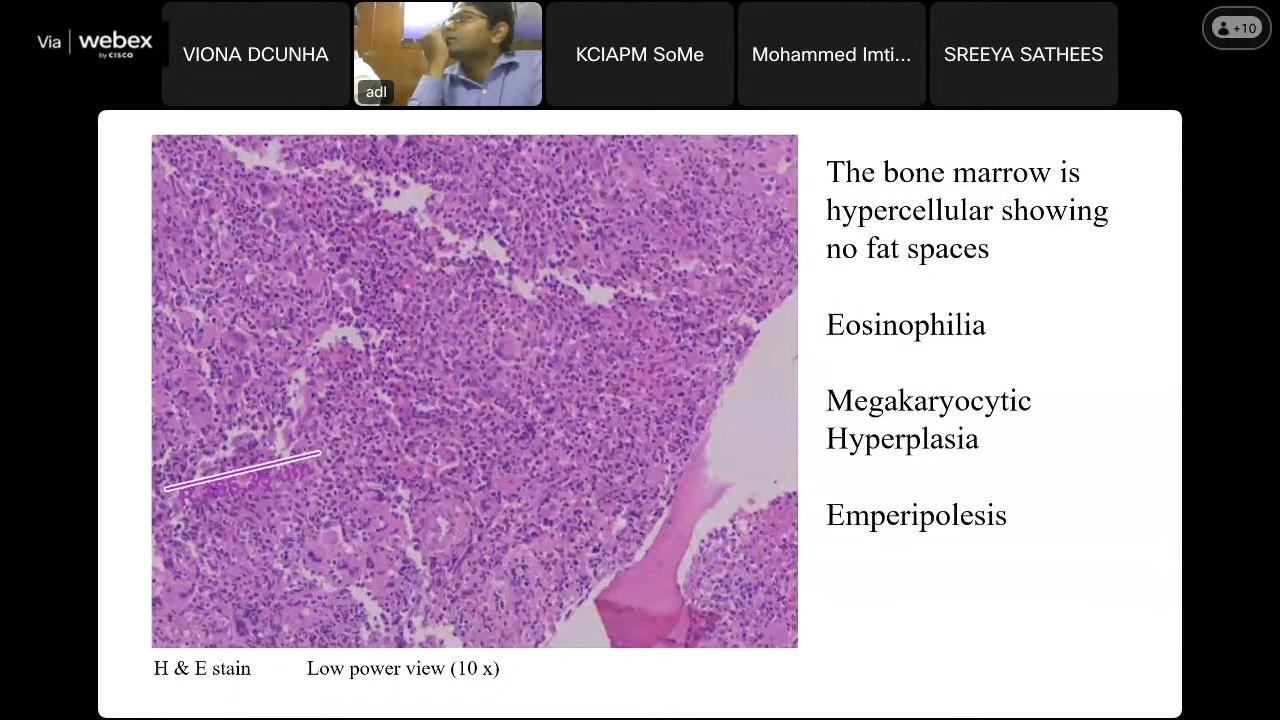 Via webex
by CISCO
VIONA DCUNHA
adl
KCIAPM SoMe
Mohammed Imti...
SREEYA SATHEES
+10
The bone marrow is
hypercellular showing
no fat spaces
Eosinophilia
Megakaryocytic
Hyperplasia
Emperipolesis
H & E stain
Low power view (10 x)